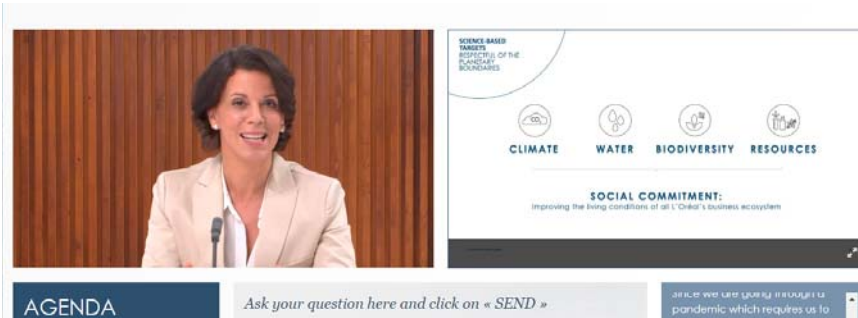 SCIENCE-BASED
TARGETS
RESPECTFUL OF THE
PLANETARY
BOUNDARIES
CO₂
CLIMATE
WATER
BIODIVERSITY
RESOURCES
SOCIAL COMMITMENT:
Improving the living conditions of all L'Oréal's business ecosystem
AGENDA
Ask your question here and click on « SEND »
since we are going through a
pandemic which requires us to